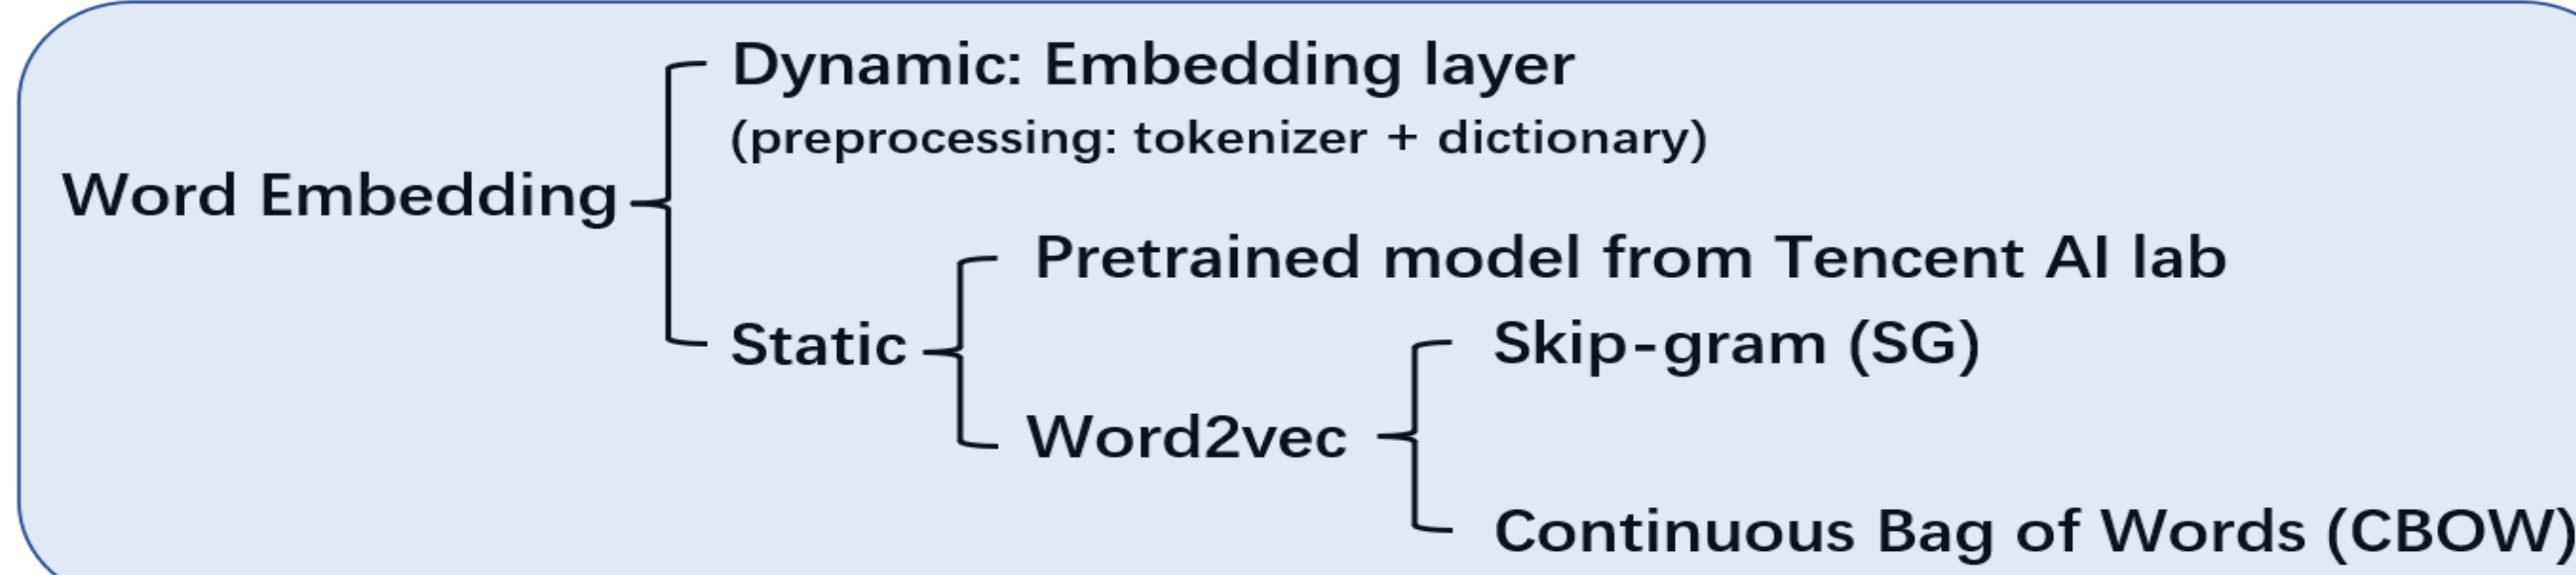 Dynamic: Embedding layer
(preprocessing: tokenizer + dictionary)
Word Embedding
Pretrained model from Tencent AI lab
Static
Skip-gram (SG)
Word2vec
Continuous Bag of Words (CBOW)